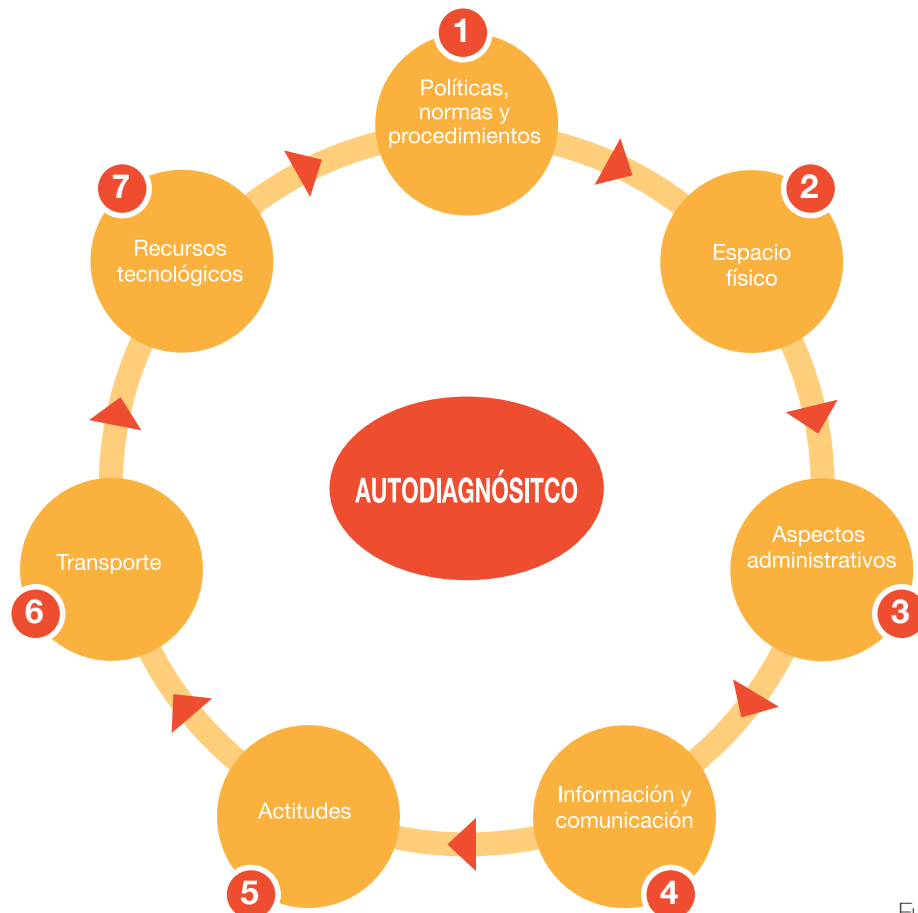 1
Políticas,
normas y
procedimientos
2
Espacio
físico
3
Aspectos
administrativos
4
Información y
comunicación
5
Actitudes
6
Transporte
7
Recursos
tecnológicos
AUTODIAGNÓSITCO